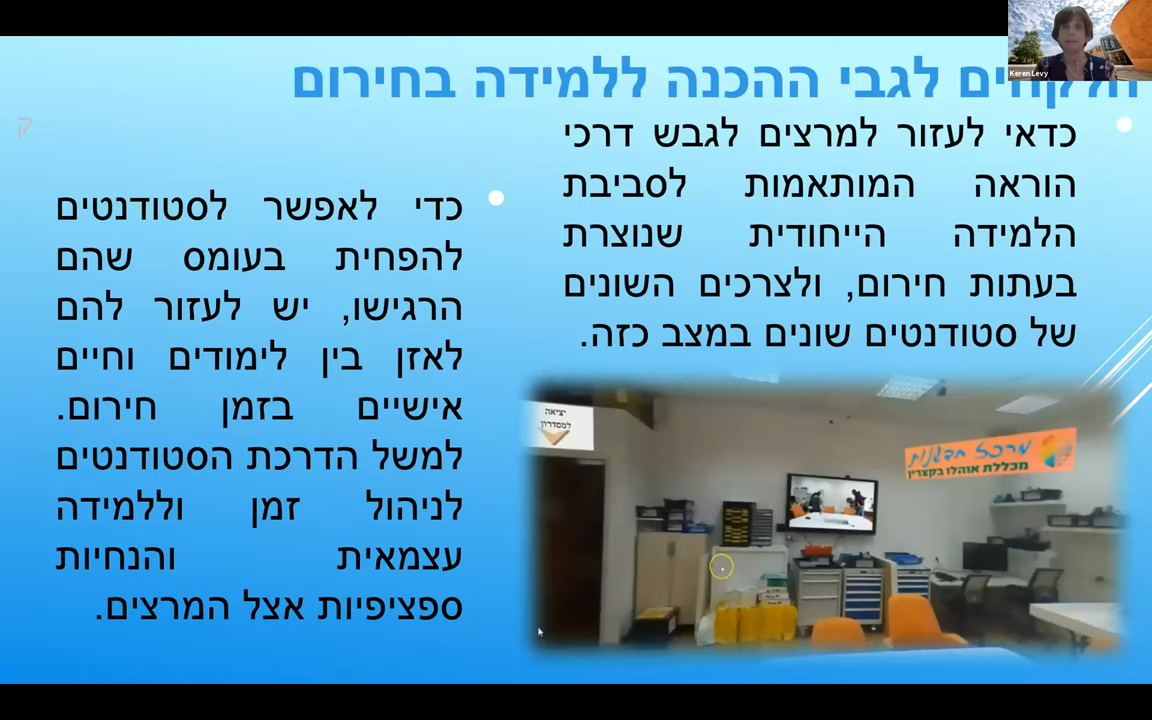 לגבי ההכנה ללמידה בחירום
Keren Levy
כדאי לעזור למרצים לגבש דרכי
הוראה המותאמות לסביבת
הלמידה הייחודית שנוצרת
בעתות חירום, ולצרכים השונים
של סטודנטים שונים במצב כזה.
ק
כדי לאפשר לסטודנטים
להפחית בעומס שהם
הרגישו, יש לעזור להם
לאזן בין לימודים וחיים
אישיים בזמן חירום.
למשל הדרכת הסטודנטים
לניהול זמן וללמידה
עצמאית והנחיות
ספציפיות אצל המרצים.
יציאה
למסדרון
מרכז חדשנות
מכללת אוהלו בקצרין